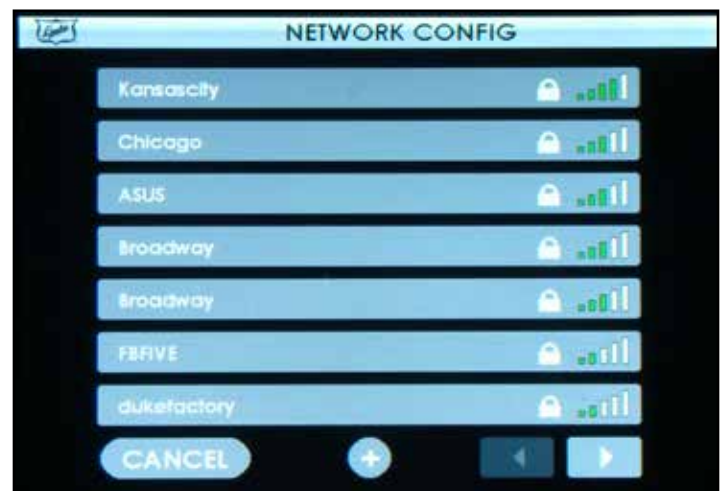 NETWORK CONFIG
Kansascity
Chicago
ASUS
Broadway
Broadway
FBFIVE
dukefactory
CANCEL